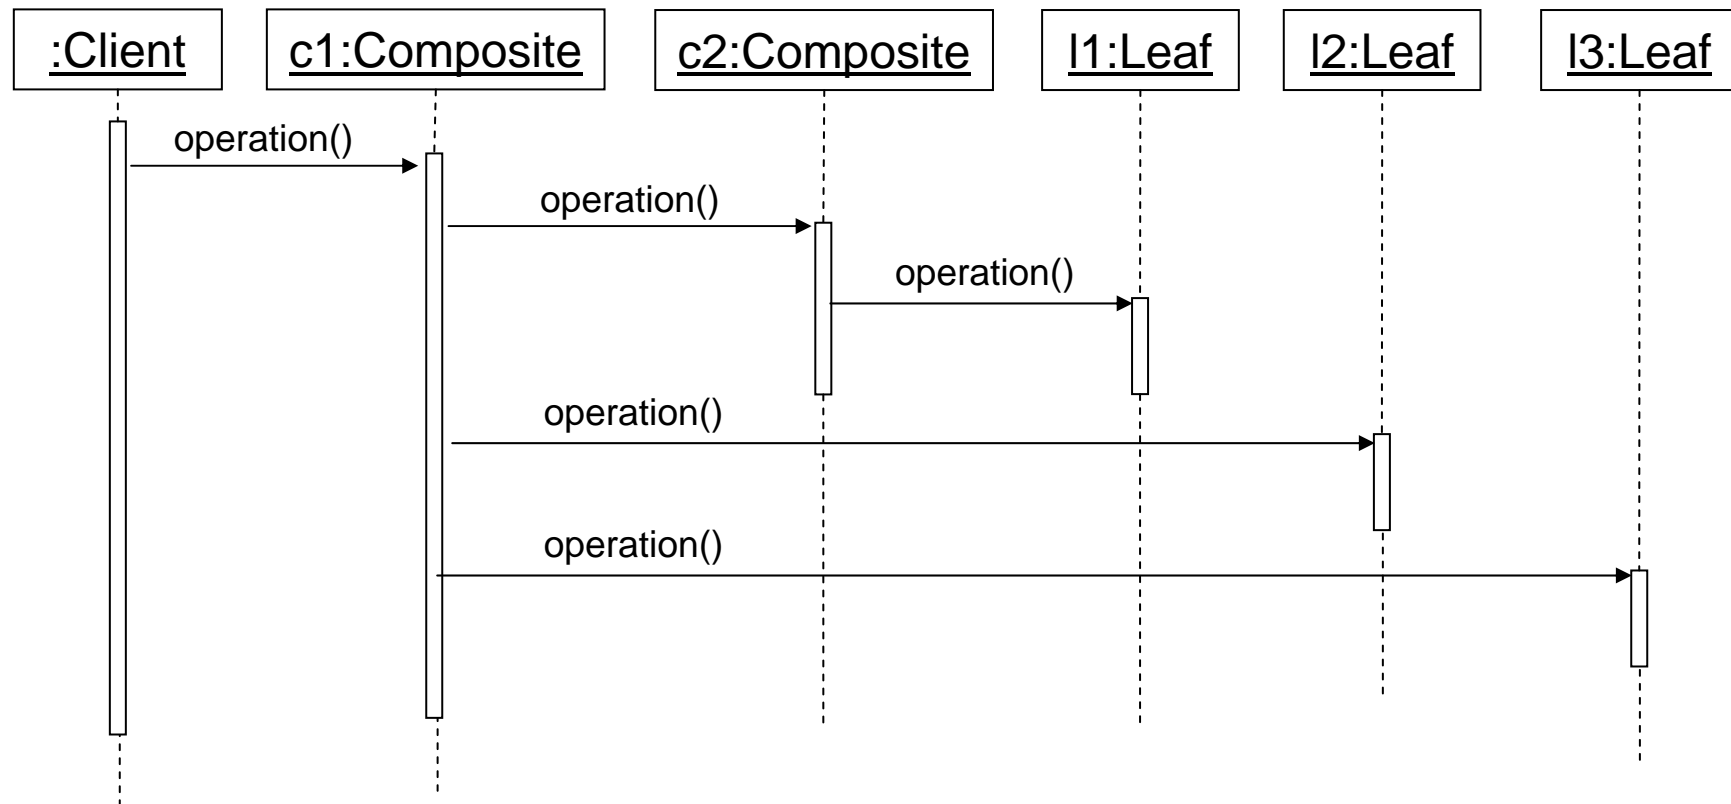 :Client
c1:Composite
c2:Composite
l1:Leaf
l2:Leaf
l3:Leaf
operation()
operation()
operation()
operation()
operation()